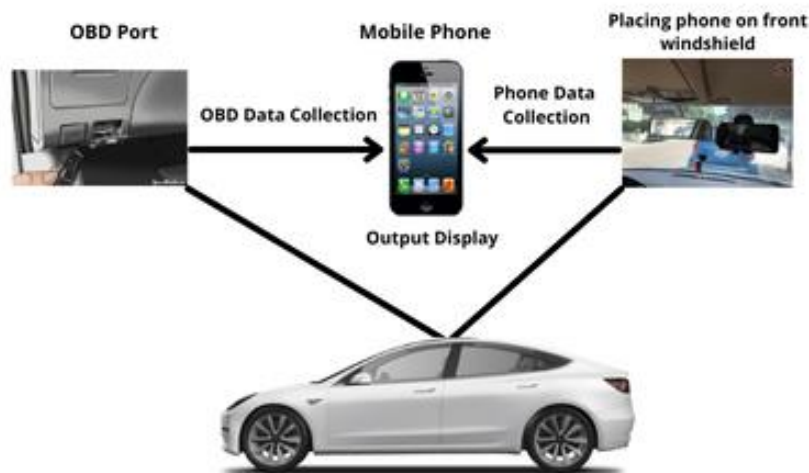 OBD Port
Mobile Phone
Placing phone on front
windshield
OBD Data Collection
Phone Data
Collection
Output Display